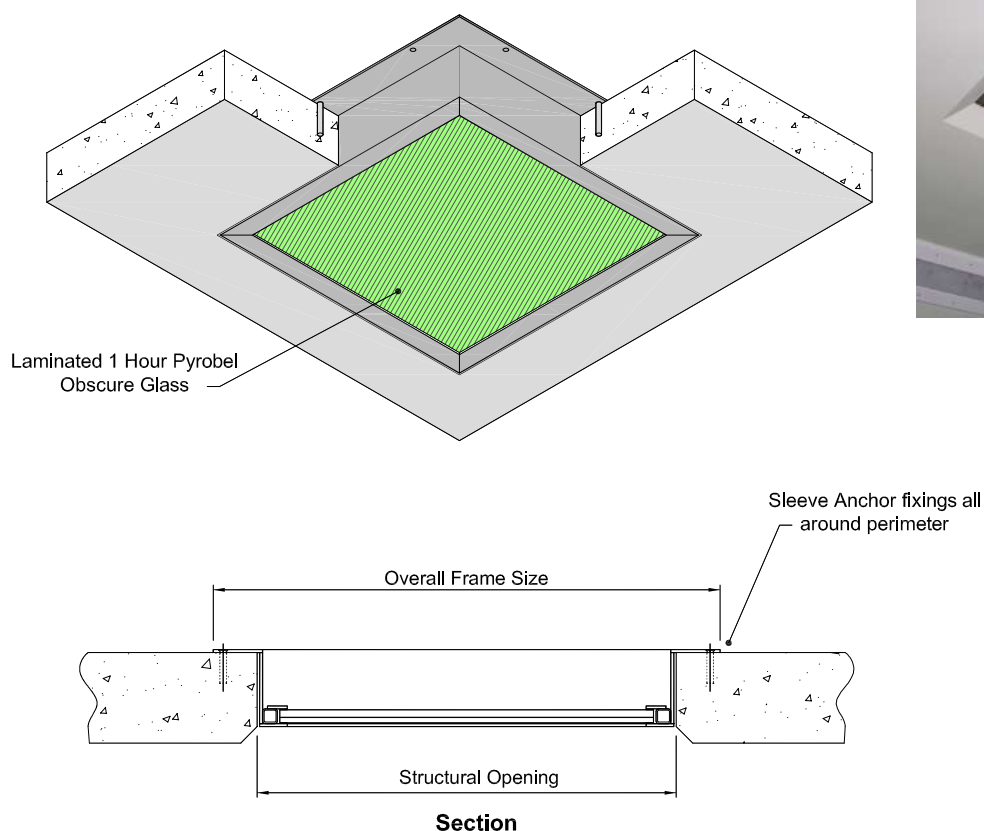 Laminated 1 Hour Pyrobel
Obscure Glass
Sleeve Anchor fixings all
around perimeter
Overall Frame Size
Structural Opening
Section